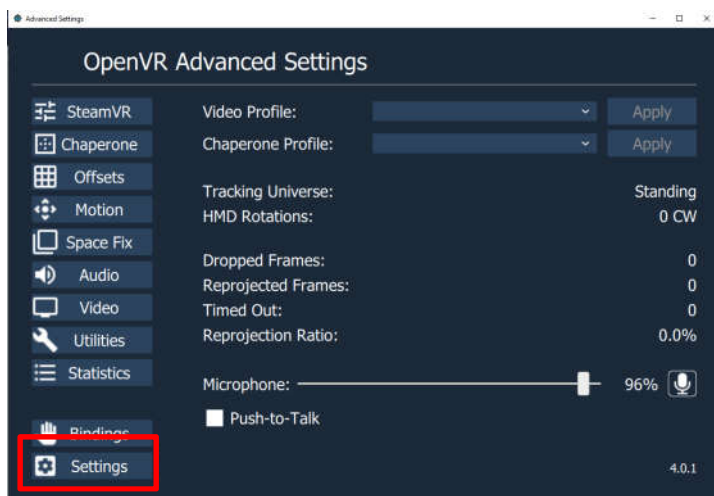 Advanced Settings
OpenVR Advanced Settings
SteamVR
Chaperone
Offsets
Motion
Space Fix
Audio
Video
Utilities
Statistics
Bindings
Settings
Video Profile: Apply
Chaperone Profile: Apply
Tracking Universe: Standing
HMD Rotations: 0 CW
Dropped Frames: 0
Reprojected Frames: 0
Timed Out: 0
Reprojection Ratio: 0.0%
Microphone: 96%
Push-to-Talk
4.0.1